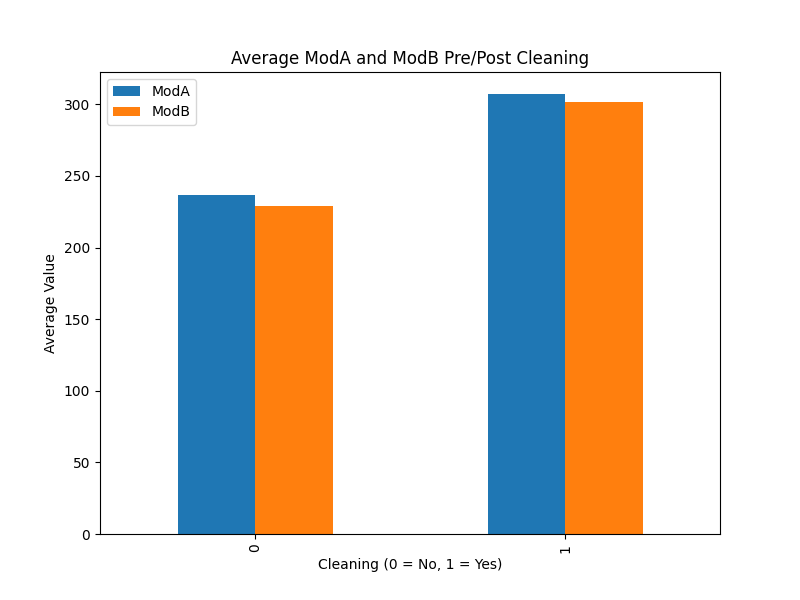 Average ModA and ModB Pre/Post Cleaning
ModA
ModB
300
250
200
150
100
50
0
Average Value
0
1
Cleaning (0 = No, 1 = Yes)